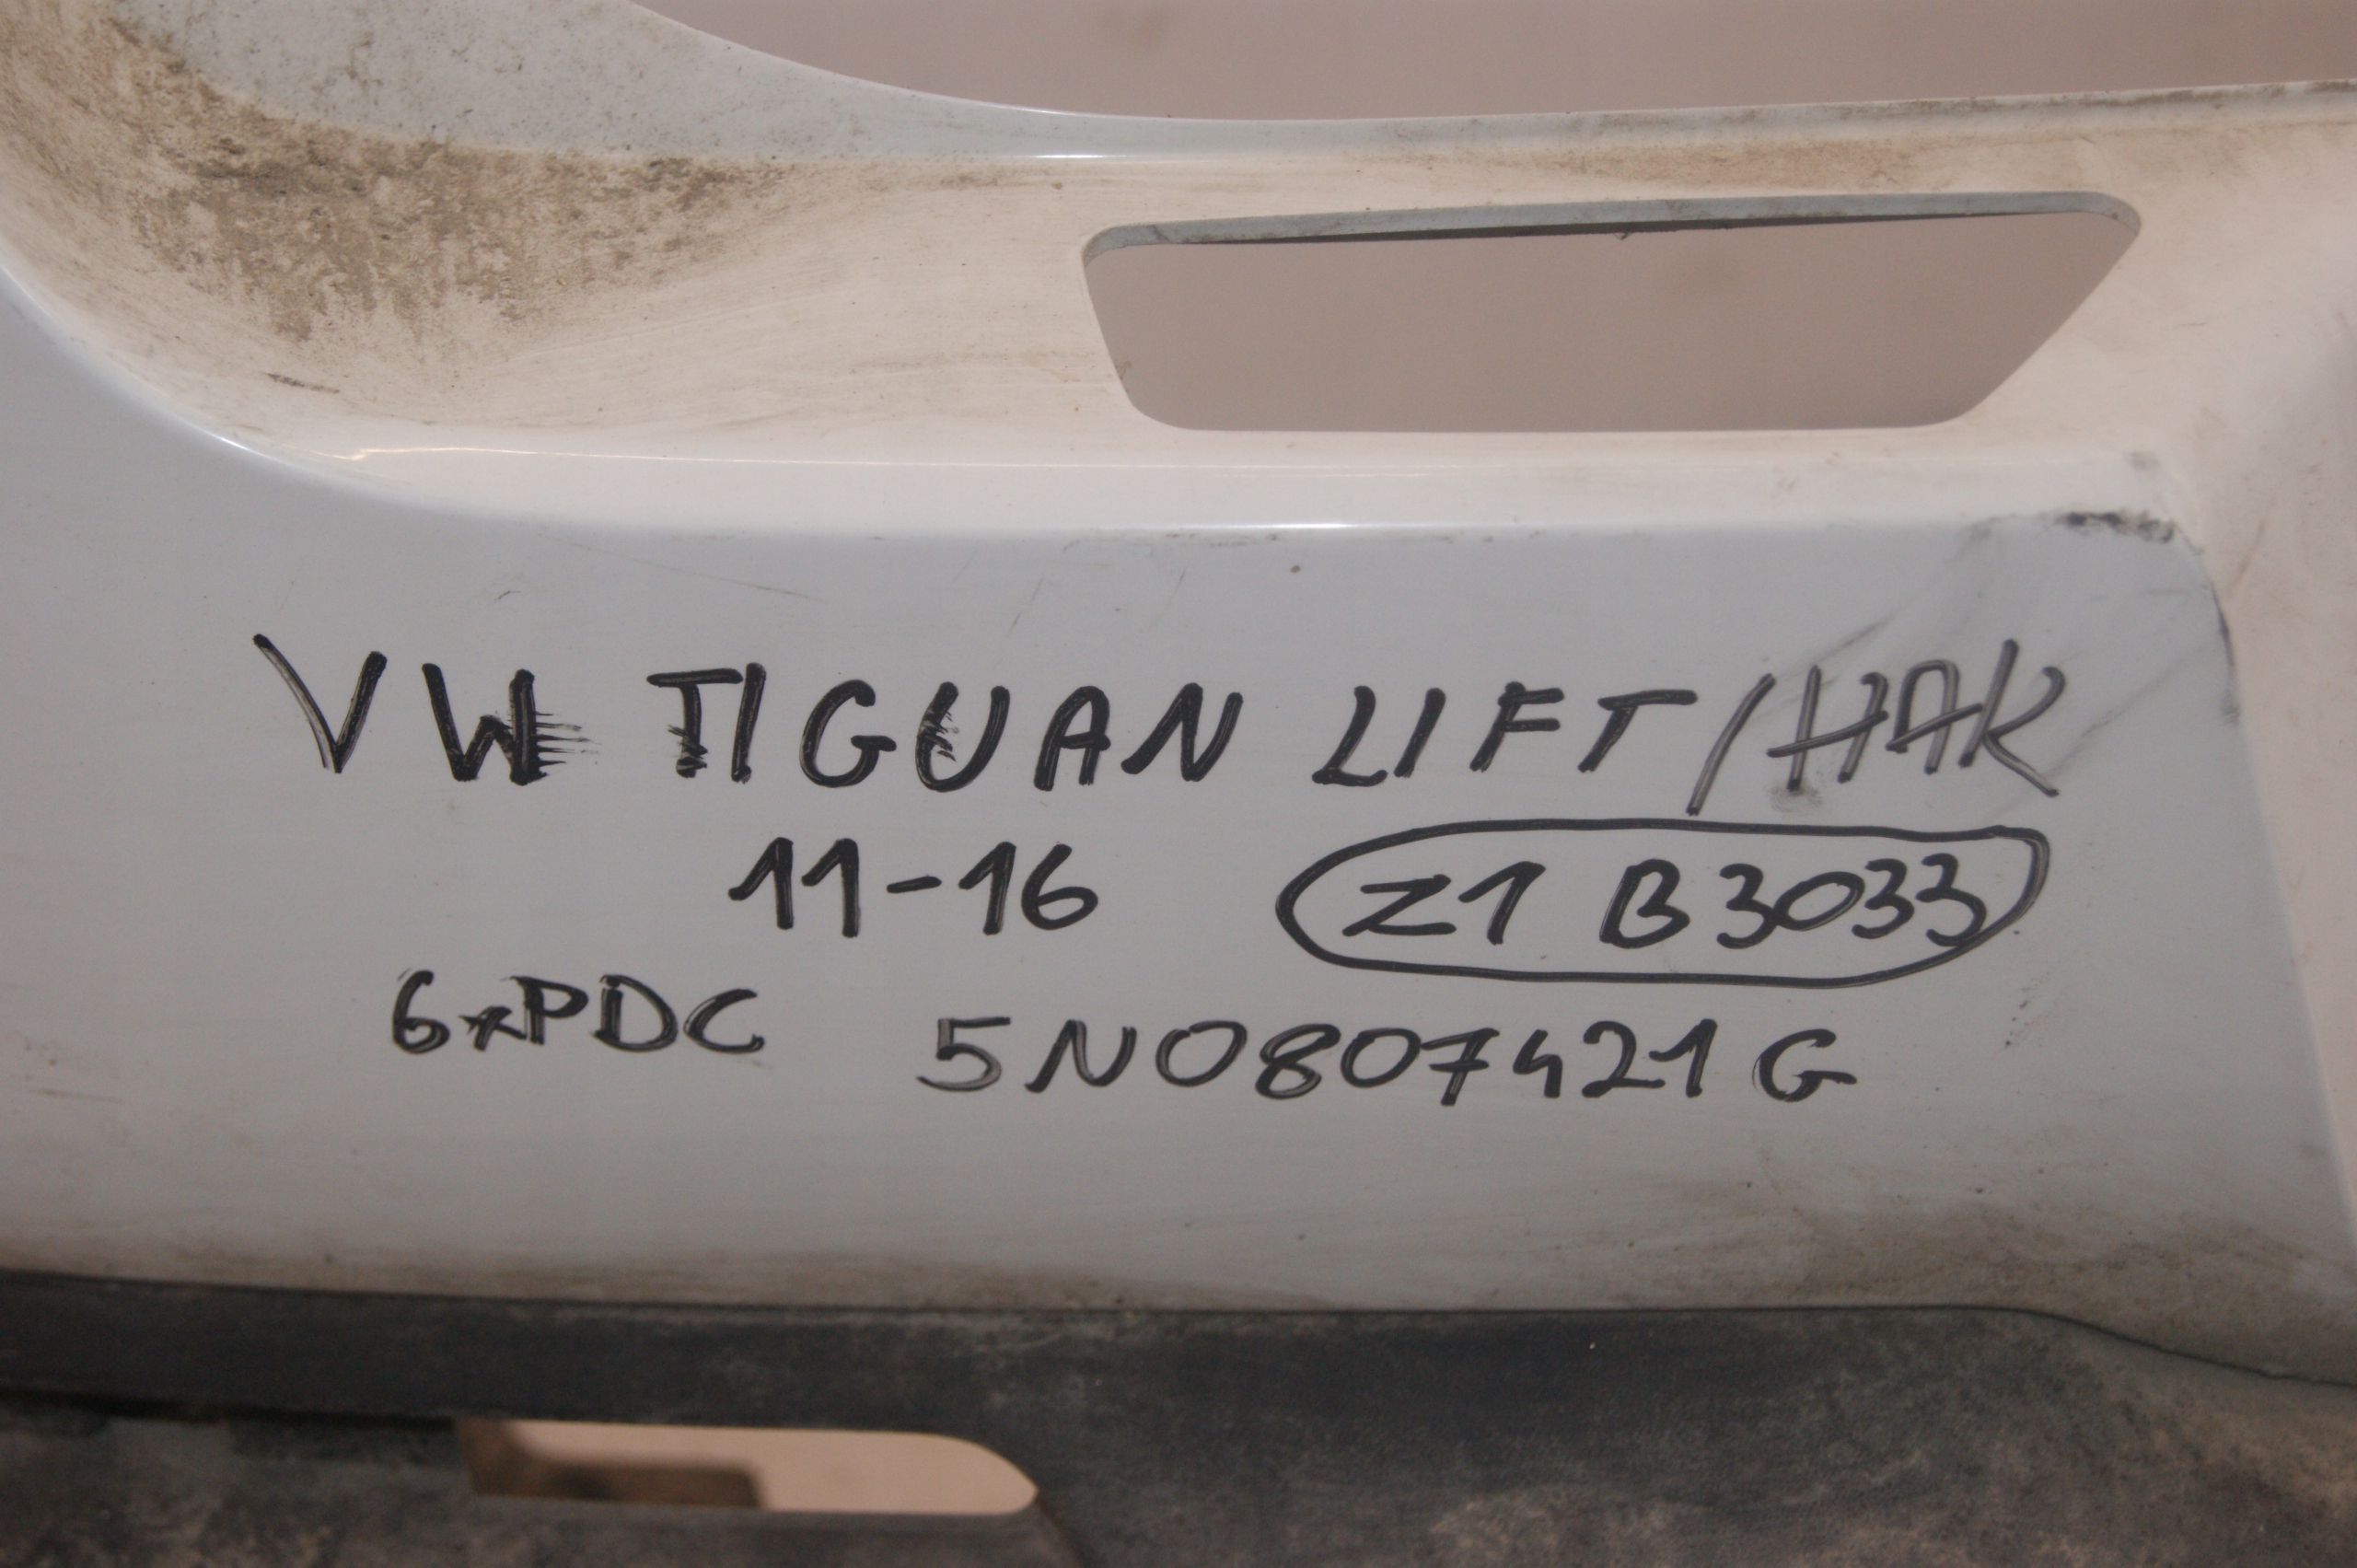 VW TIGUAN LIFT/HAK
11-16 Z1 B3033
6xPDC 5N0807421G